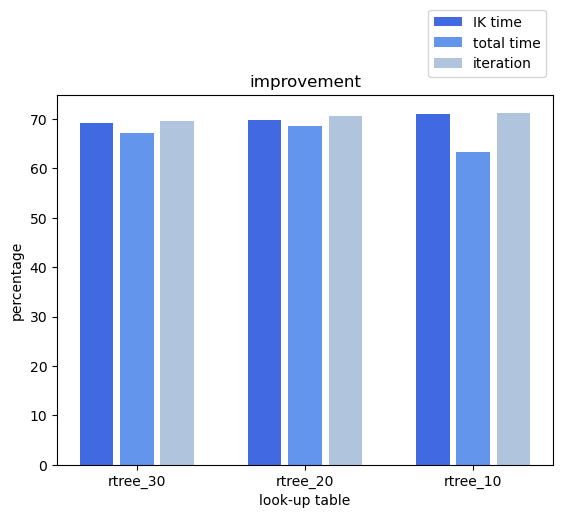 IK time
total time
iteration
improvement
percentage
70
60
50
40
30
20
10
0
rtree_30 rtree_20 rtree_10
look-up table